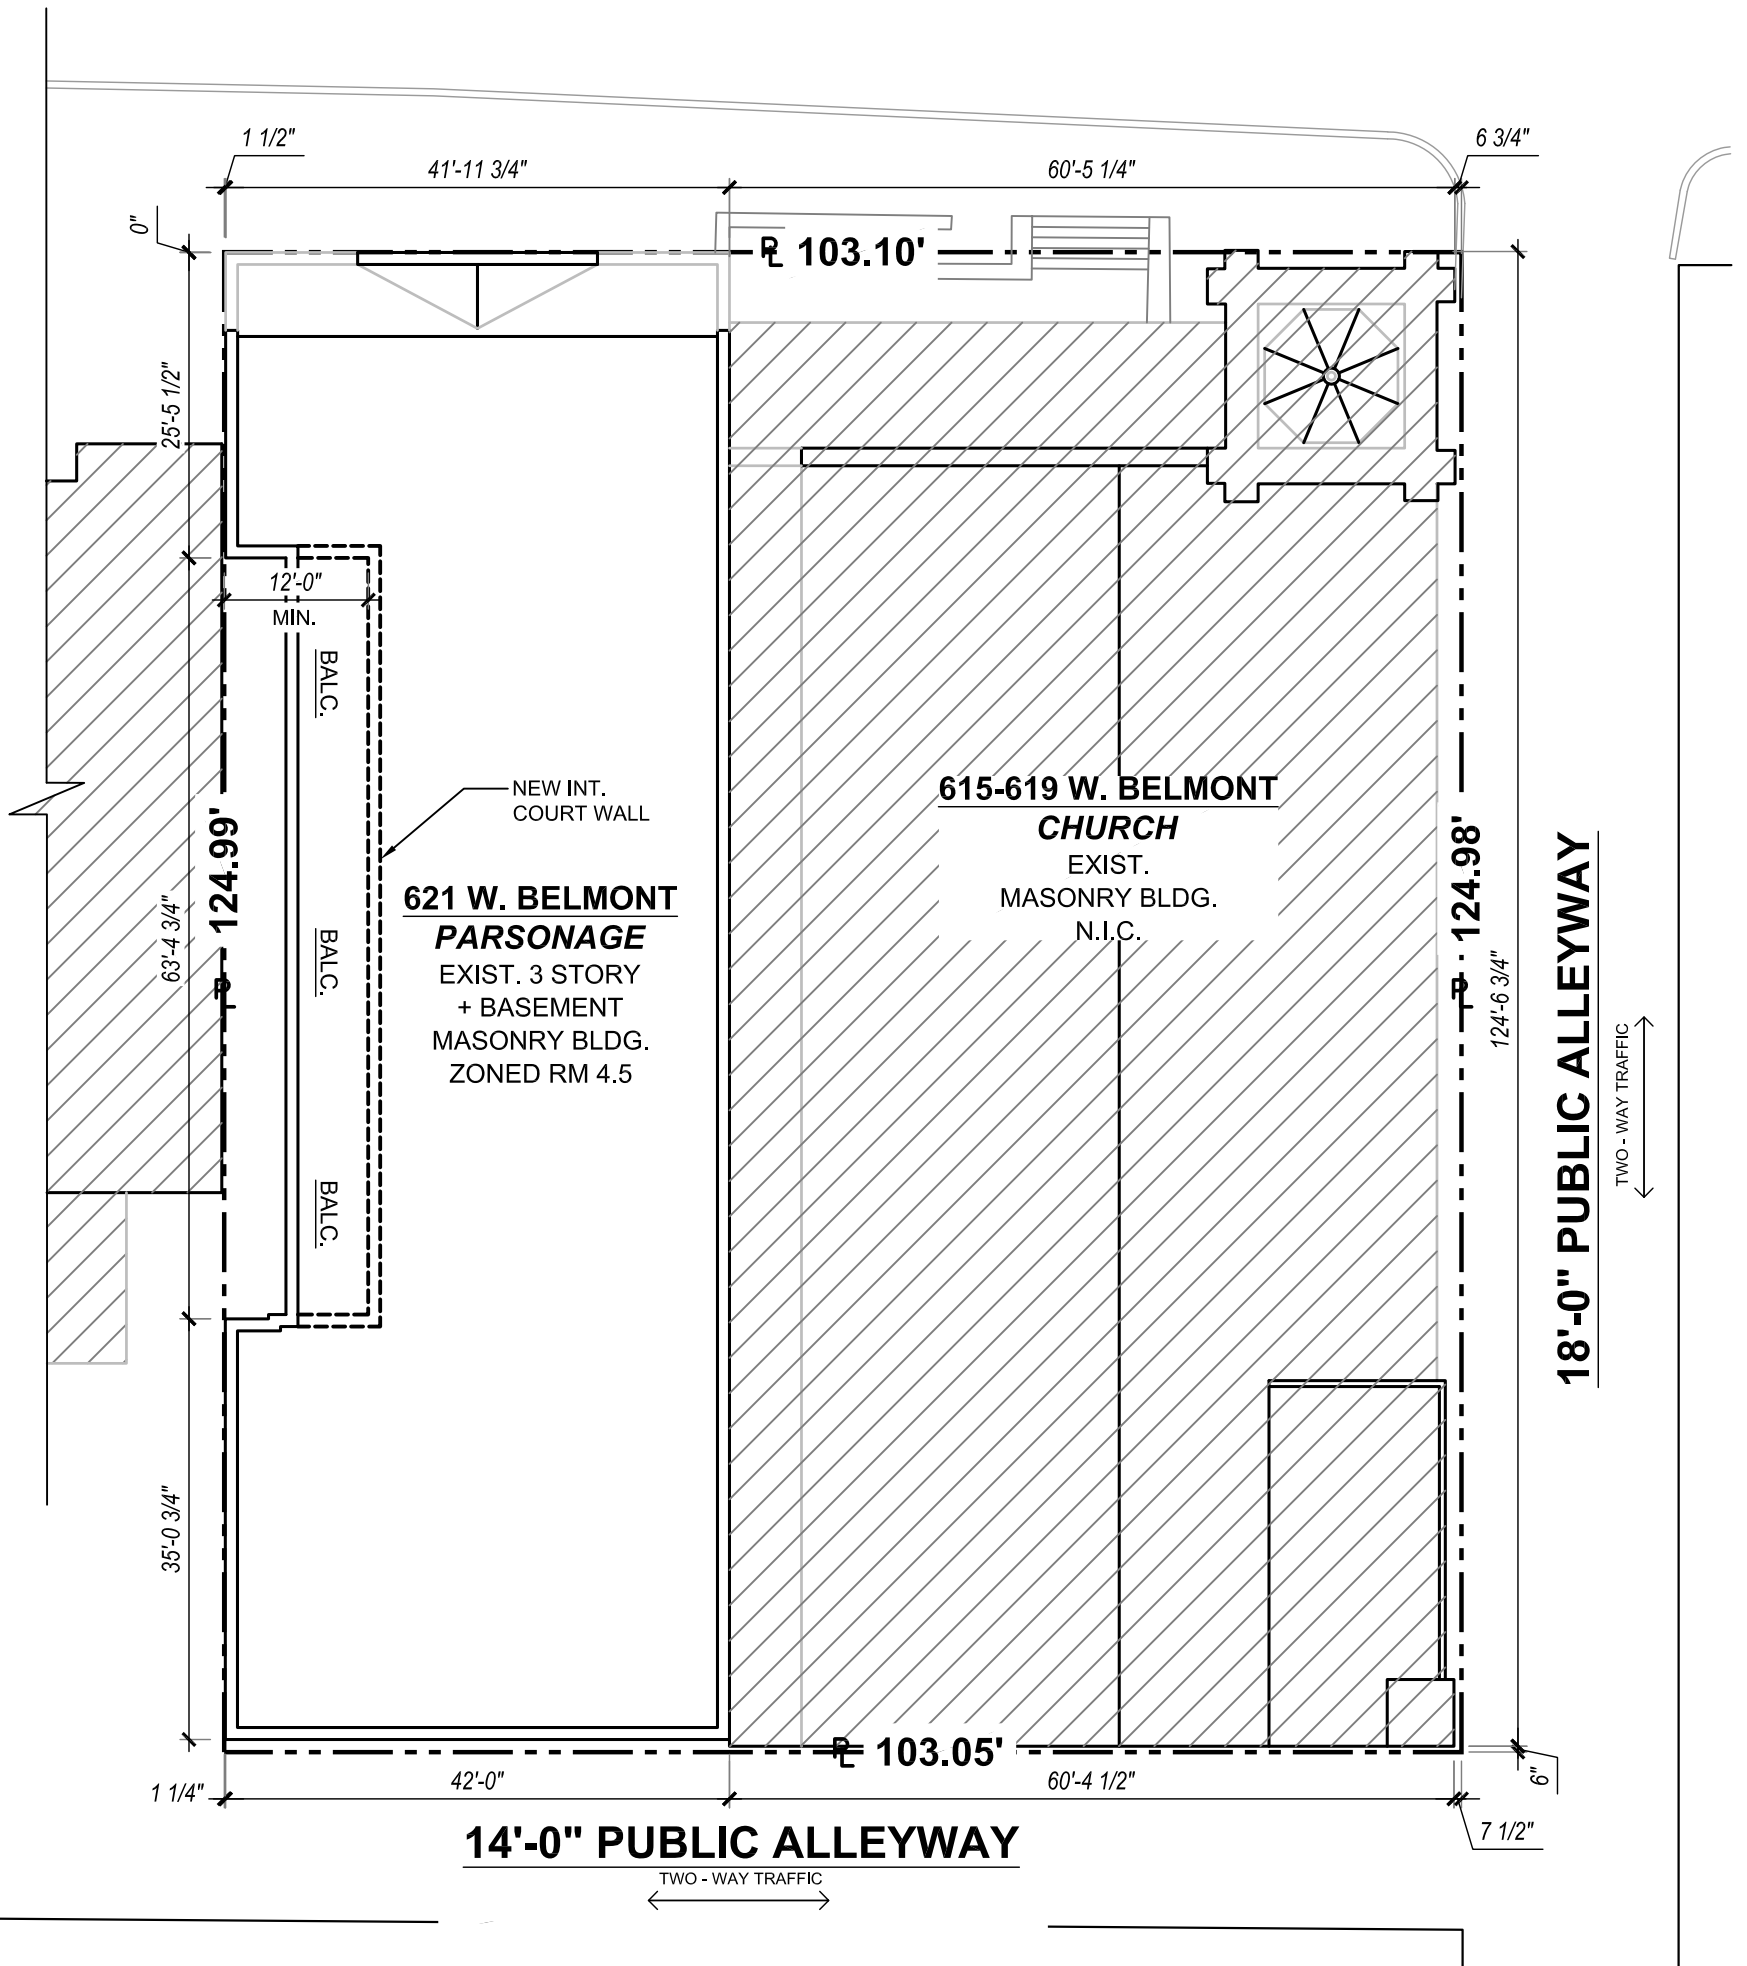 1 1/2"
41'-11 3/4"
60'-5 1/4"
6 3/4"
0"
PL 103.10'
25'-5 1/2"
12'-0"
MIN.
BALC.
NEW INT.
COURT WALL
615-619 W. BELMONT
CHURCH
EXIST.
MASONRY BLDG.
N.I.C.
124.99'
PL
63'-4 3/4"
BALC.
621 W. BELMONT
PARSONAGE
EXIST. 3 STORY
+ BASEMENT
MASONRY BLDG.
ZONED RM 4.5
124.98'
PL
124'-6 3/4"
18'-0" PUBLIC ALLEYWAY
TWO - WAY TRAFFIC
BALC.
35'-0 3/4"
PL 103.05'
1 1/4"
42'-0"
60'-4 1/2"
6"
7 1/2"
14'-0" PUBLIC ALLEYWAY
TWO - WAY TRAFFIC